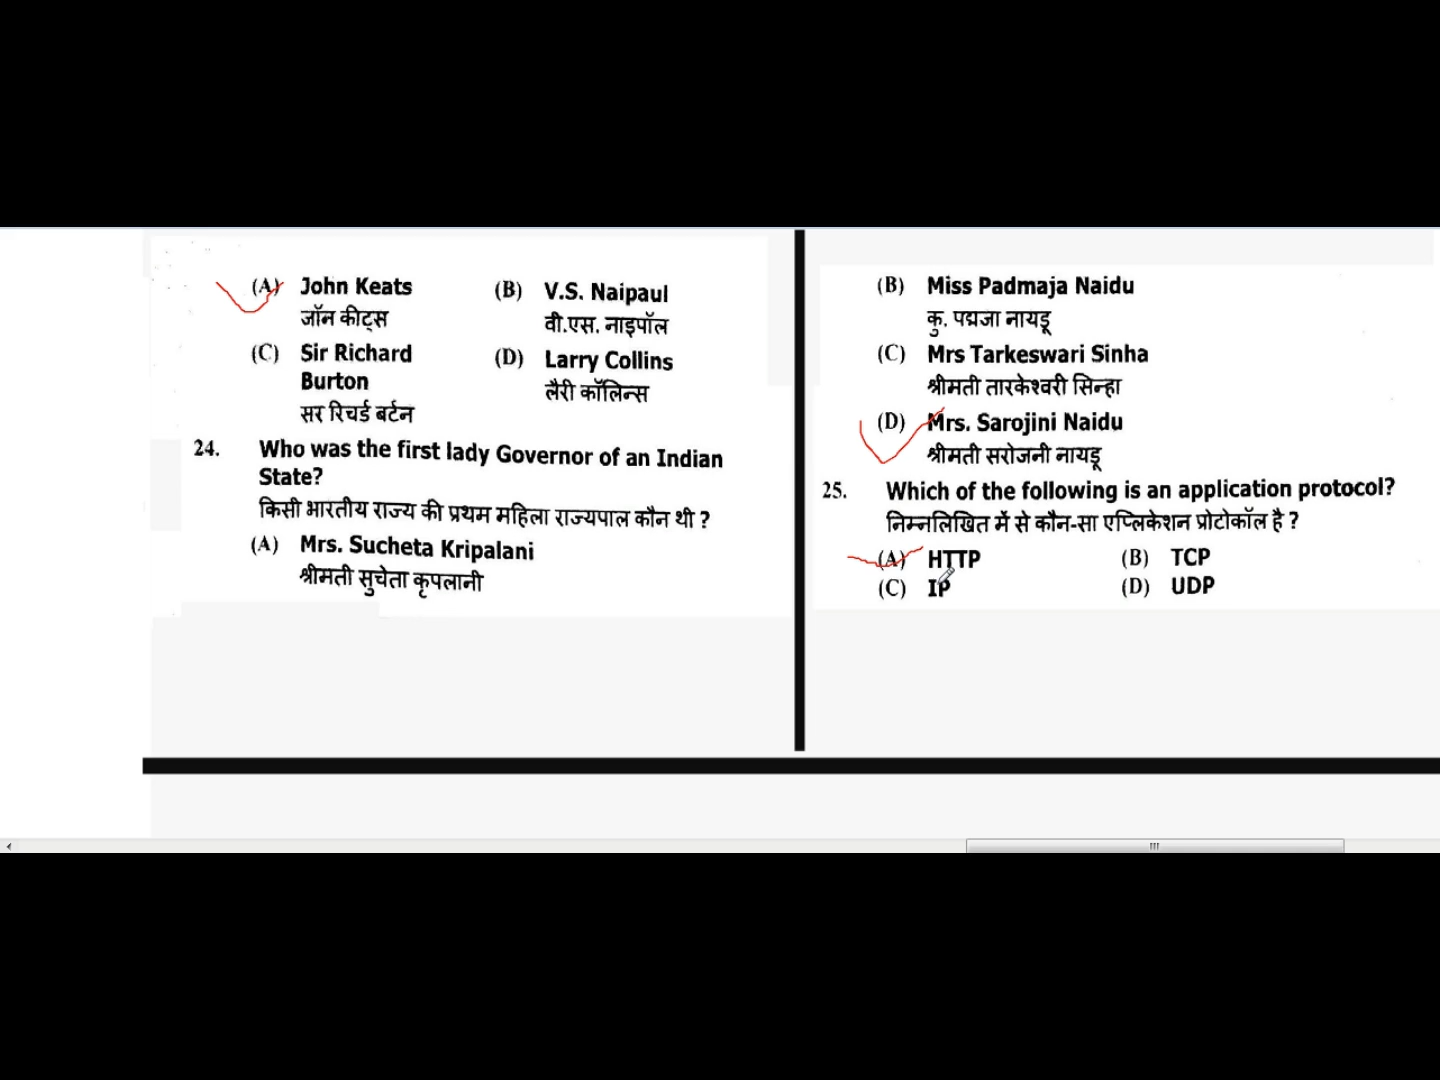 (A) John Keats (B) V.S. Naipaul
जॉन कीट्स वी.एस. नाइपॉल
(C) Sir Richard (D) Larry Collins
Burton लैरी कॉलिन्स
सर रिचर्ड बर्टन
24. Who was the first lady Governor of an Indian
State?
किसी भारतीय राज्य की प्रथम महिला राज्यपाल कौन थी ?
(A) Mrs. Sucheta Kripalani
श्रीमती सुचेता कृपलानी
(B) Miss Padmaja Naidu
कु. पद्मजा नायडू
(C) Mrs Tarkeswari Sinha
श्रीमती तारकेश्वरी सिन्हा
(D) Mrs. Sarojini Naidu
श्रीमती सरोजनी नायडू
25. Which of the following is an application protocol?
निम्नलिखित में से कौन-सा एप्लिकेशन प्रोटोकॉल है ?
(A) HTTP (B) TCP
(C) IP (D) UDP